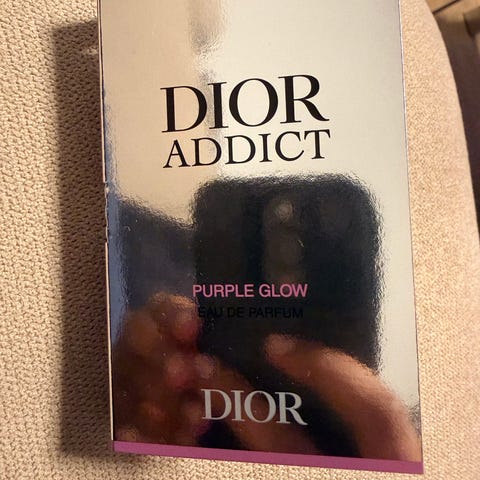 DIOR
ADDICT
PURPLE GLOW
EAU DE PARFUM
DIOR